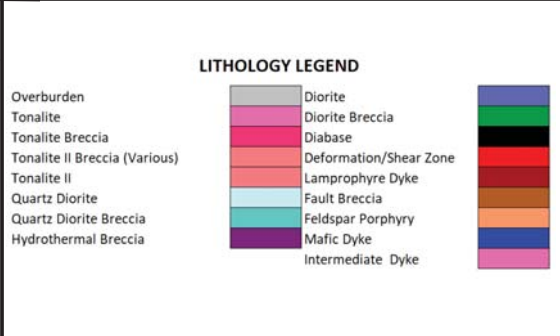 LITHOLOGY LEGEND
Overburden
Tonalite
Tonalite Breccia
Tonalite II Breccia (Various)
Tonalite II
Quartz Diorite
Quartz Diorite Breccia
Hydrothermal Breccia
Diorite
Diorite Breccia
Diabase
Deformation/Shear Zone
Lamprophyre Dyke
Fault Breccia
Feldspar Porphyry
Mafic Dyke
Intermediate Dyke